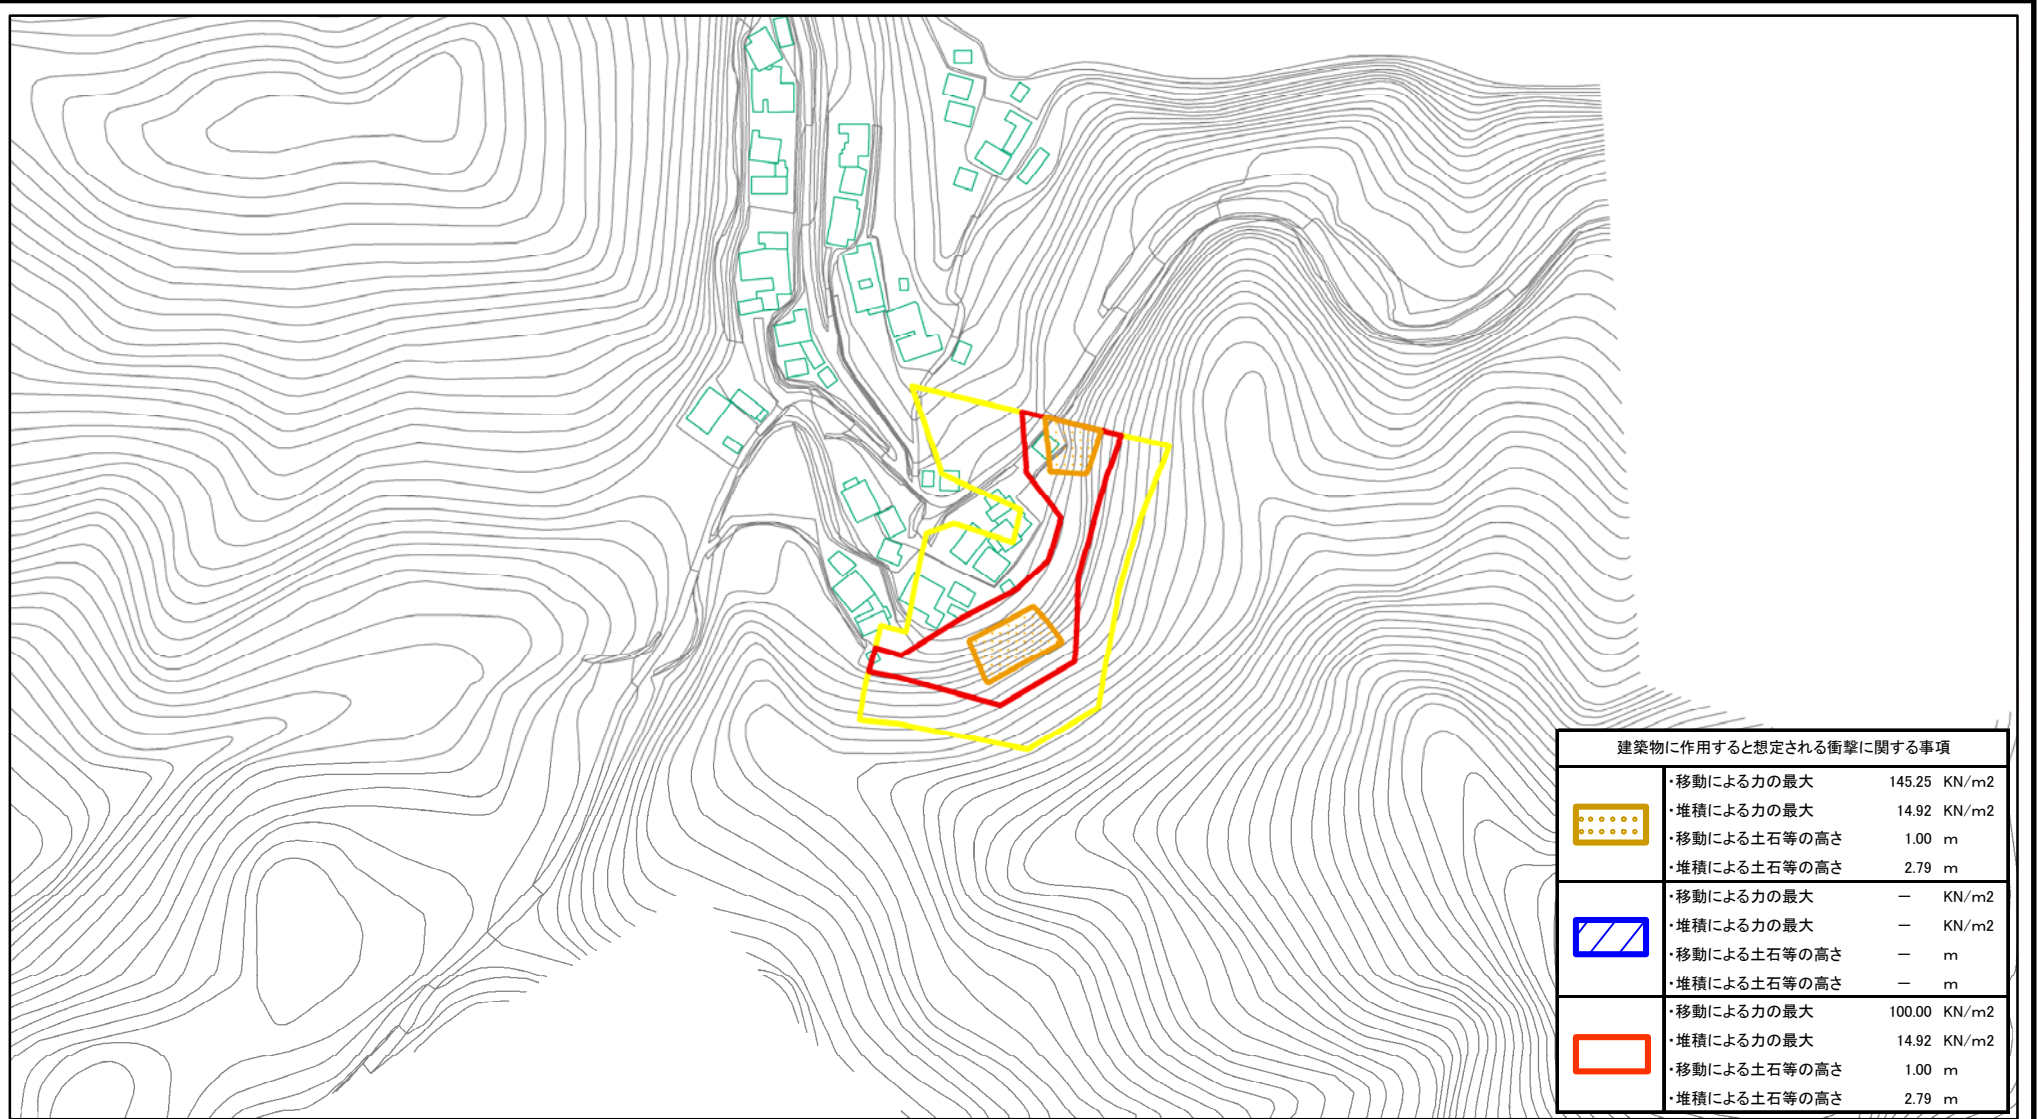 建築物に作用すると想定される衝撃に関する事項
・移動による力の最大 145.25 KN/m2
・堆積による力の最大 14.92 KN/m2
・移動による土石等の高さ 1.00 m
・堆積による土石等の高さ 2.79 m
・移動による力の最大 － KN/m2
・堆積による力の最大 － KN/m2
・移動による土石等の高さ － m
・堆積による土石等の高さ － m
・移動による力の最大 100.00 KN/m2
・堆積による力の最大 14.92 KN/m2
・移動による土石等の高さ 1.00 m
・堆積による土石等の高さ 2.79 m